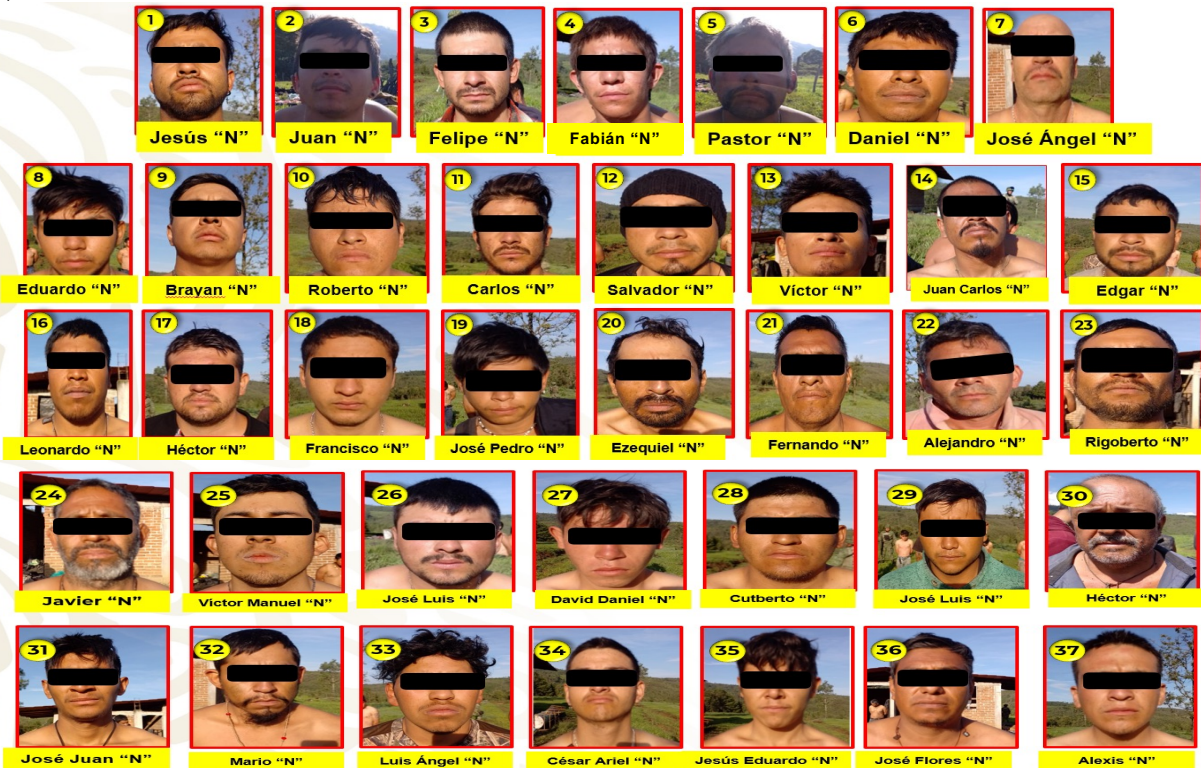 1
Jesús “N”
2
Juan “N”
3
Felipe “N”
4
Fabián “N”
5
Pastor “N”
6
Daniel “N”
7
José Ángel “N”
8
Eduardo “N”
9
Brayan “N”
10
Roberto “N”
11
Carlos “N”
12
Salvador “N”
13
Víctor “N”
14
Juan Carlos “N”
15
Edgar “N”
16
Leonardo “N”
17
Héctor “N”
18
Francisco “N”
19
José Pedro “N”
20
Ezequiel “N”
21
Fernando “N”
22
Alejandro “N”
23
Rigoberto “N”
24
Javier “N”
25
Víctor Manuel “N”
26
José Luis “N”
27
David Daniel “N”
28
Cutberto “N”
29
José Luis “N”
30
Héctor “N”
31
José Juan “N”
32
Mario “N”
33
Luis Ángel “N”
34
César Ariel “N”
35
Jesús Eduardo “N”
36
José Flores “N”
37
Alexis “N”